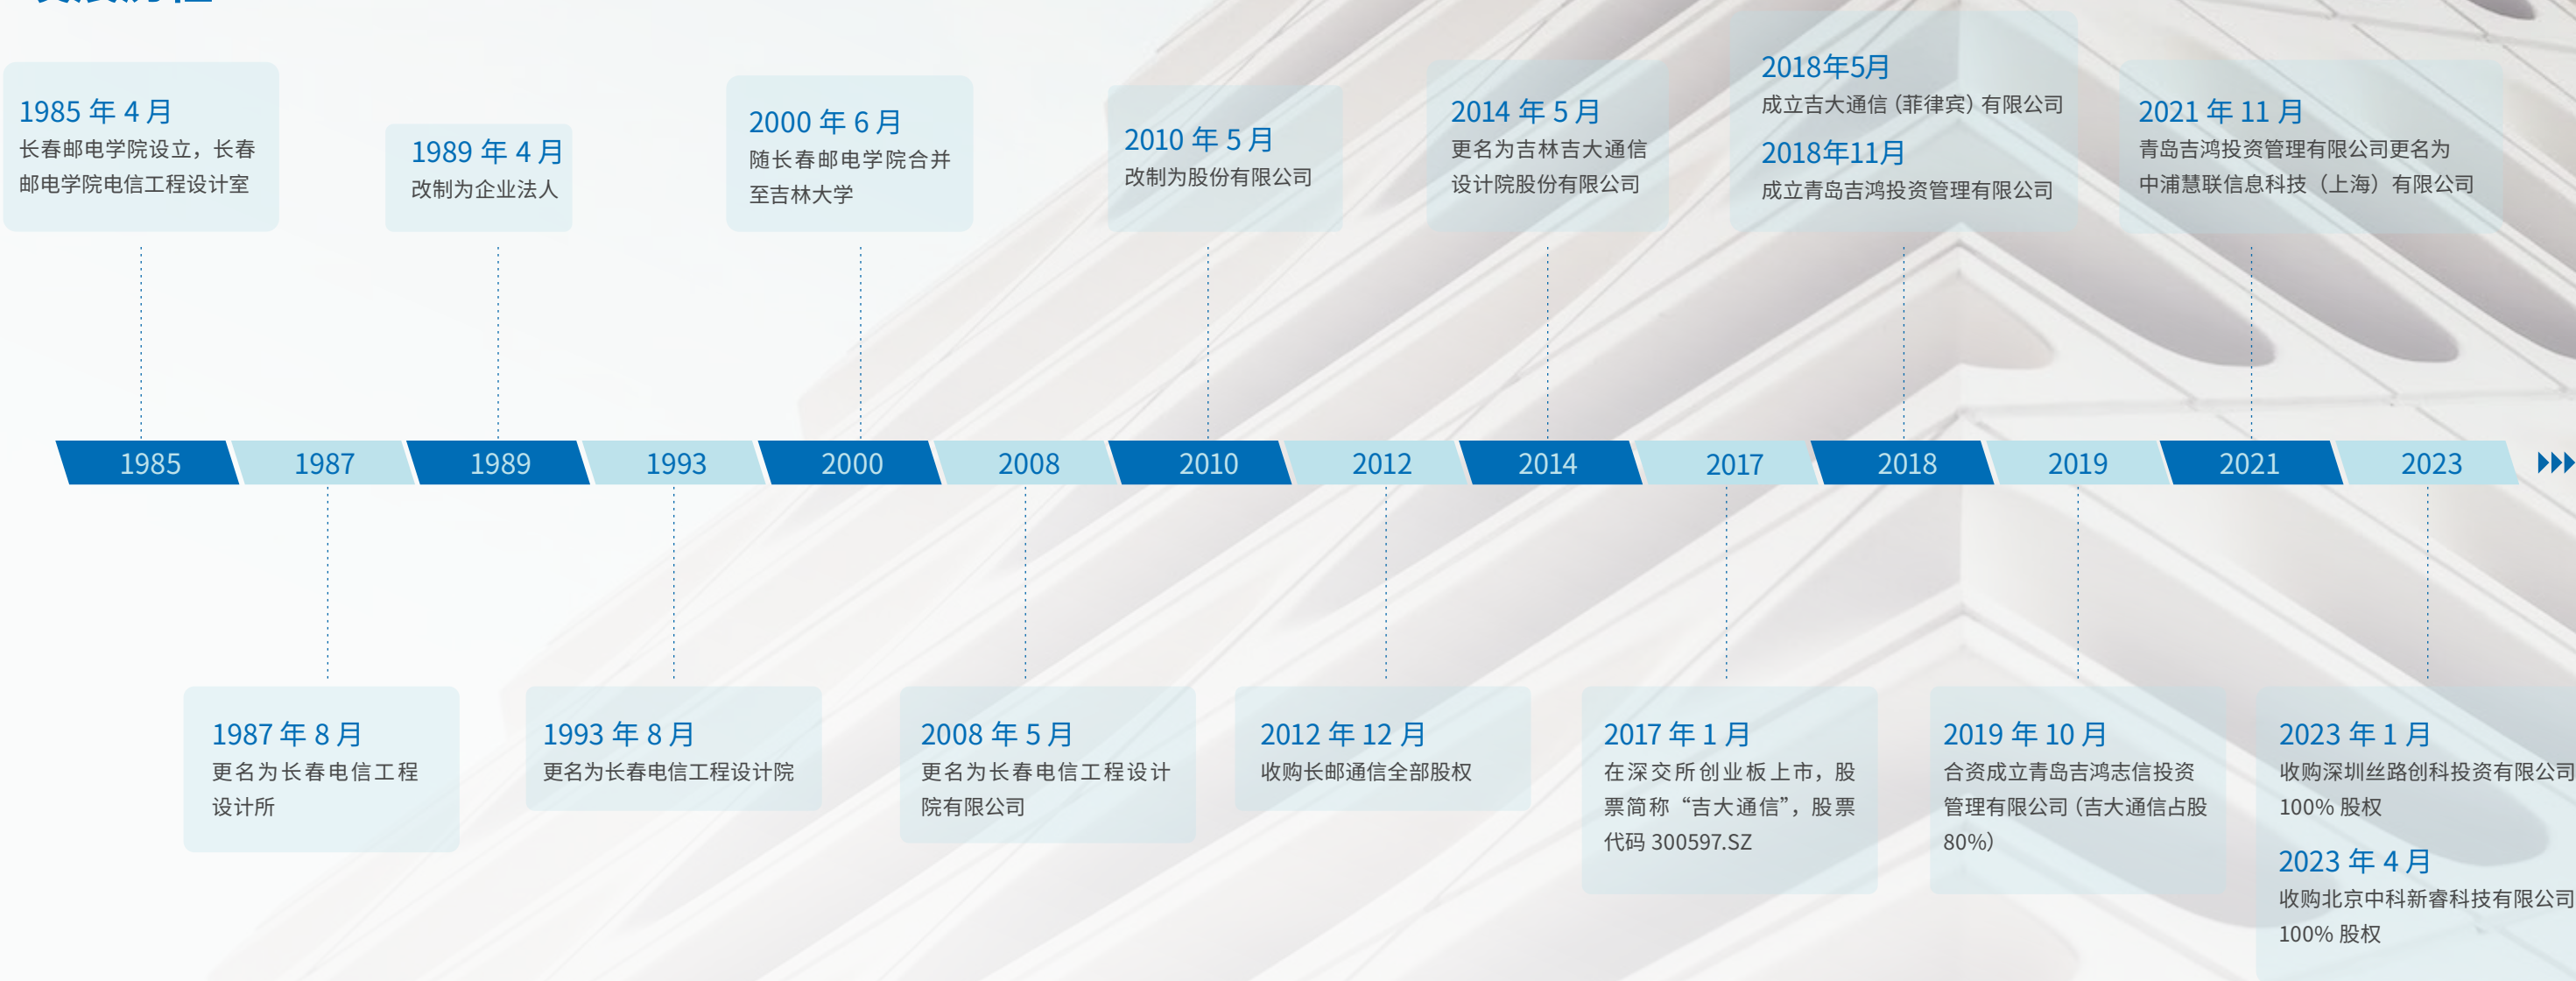 1985 年 4 月
长春邮电学院设立，长春
邮电学院电信工程设计室
1989 年 4 月
改制为企业法人
2000 年 6 月
随长春邮电学院合并
至吉林大学
2010 年 5 月
改制为股份有限公司
2014 年 5 月
更名为吉林吉大通信
设计院股份有限公司
2018年5月
成立吉大通信（菲律宾）有限公司
2018年11月
成立青岛吉鸿投资管理有限公司
2021 年 11 月
青岛吉鸿投资管理有限公司更名为
中浦慧联信息科技（上海）有限公司
1985 1987 1989 1993 2000 2008 2010 2012 2014 2017 2018 2019 2021 2023
1987 年 8 月
更名为长春电信工程
设计所
1993 年 8 月
更名为长春电信工程设计院
2008 年 5 月
更名为长春电信工程设计
院有限公司
2012 年 12 月
收购长邮通信全部股权
2017 年 1 月
在深交所创业板上市，股
票简称“吉大通信”，股票
代码 300597.SZ
2019 年 10 月
合资成立青岛吉鸿志信投资
管理有限公司（吉大通信占股
80%）
2023 年 1 月
收购深圳丝路创科投资有限公司
100% 股权
2023 年 4 月
收购北京中科新睿科技有限公司
100% 股权